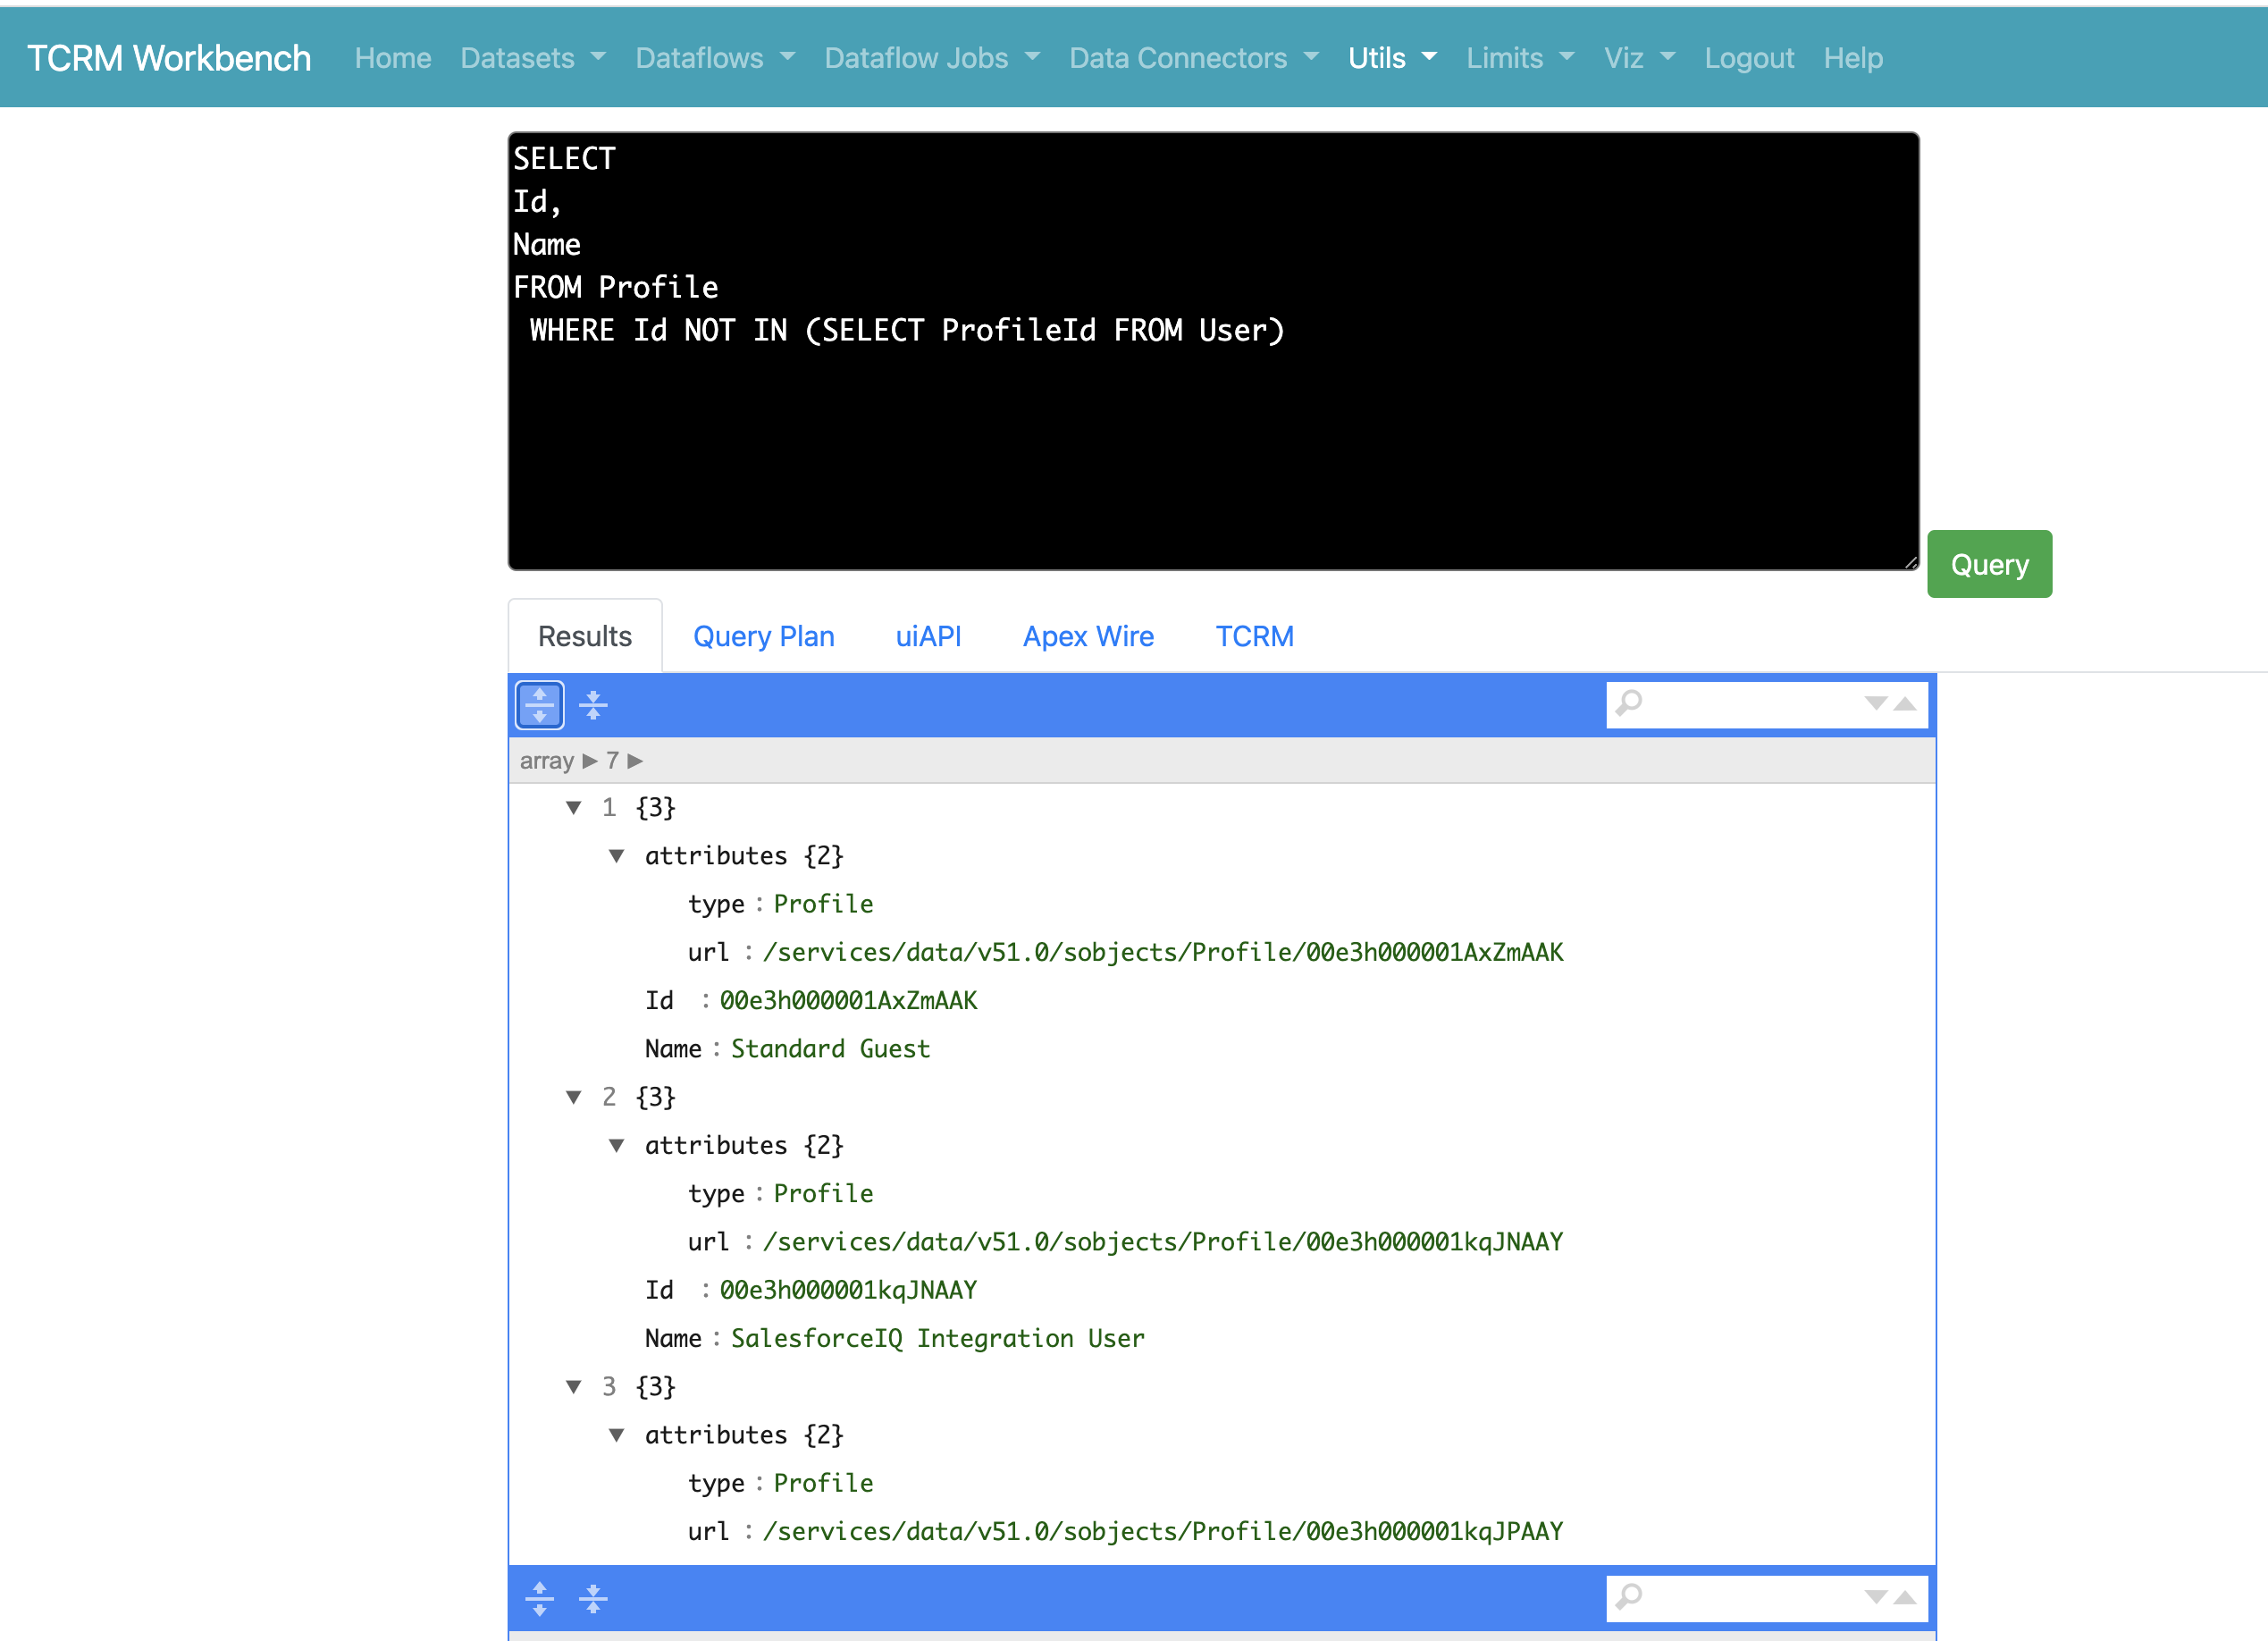 TCRM Workbench Home Datasets Dataflows Dataflow Jobs Data Connectors Utils Limits Viz Logout Help
SELECT
Id,
Name
FROM Profile
WHERE Id NOT IN (SELECT ProfileId FROM User)
Query
Results Query Plan uiAPI Apex Wire TCRM
array ► 7 ►
▼ 1 {3}
▼ attributes {2}
type : Profile
url : /services/data/v51.0/sobjects/Profile/00e3h000001AxZmAAK
Id : 00e3h000001AxZmAAK
Name : Standard Guest
▼ 2 {3}
▼ attributes {2}
type : Profile
url : /services/data/v51.0/sobjects/Profile/00e3h000001kqJNAAY
Id : 00e3h000001kqJNAAY
Name : SalesforceIQ Integration User
▼ 3 {3}
▼ attributes {2}
type : Profile
url : /services/data/v51.0/sobjects/Profile/00e3h000001kqJPAAY